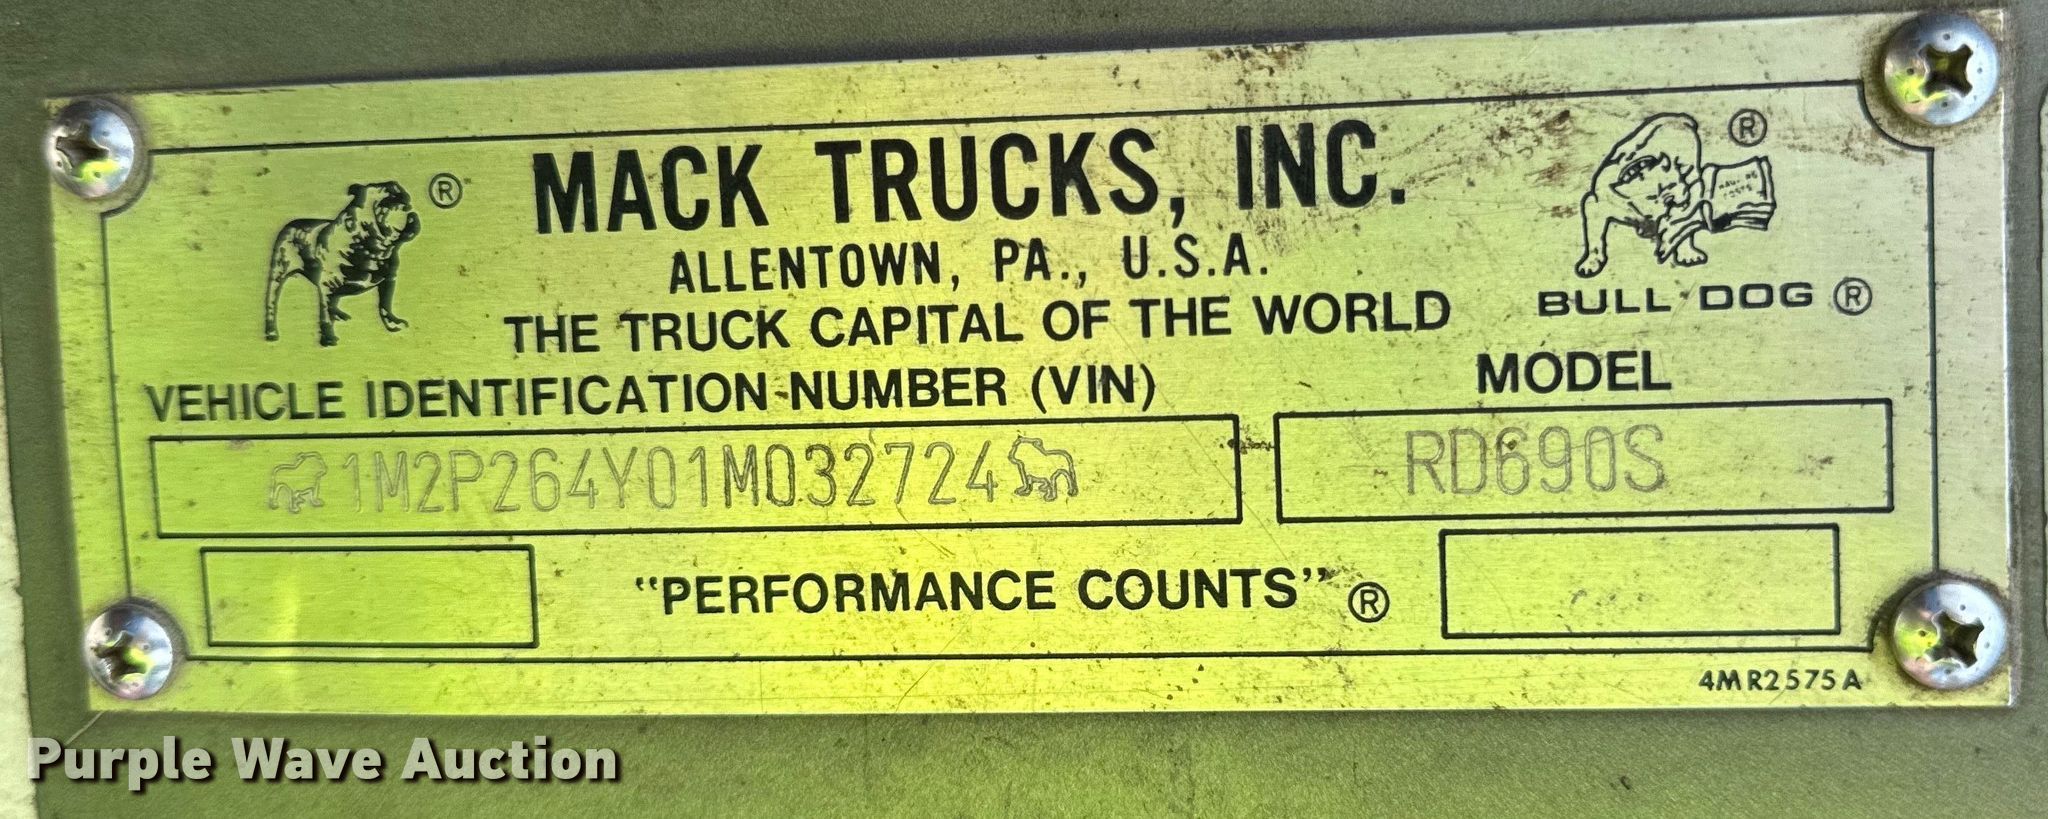 MACK TRUCKS, INC.
ALLENTOWN, PA., U.S.A.
THE TRUCK CAPITAL OF THE WORLD
®
®
BULL DOG ®
VEHICLE IDENTIFICATION NUMBER (VIN)
MODEL
1M2P264Y01M032724
RD690S
"PERFORMANCE COUNTS" ®
4MR2575A
Purple Wave Auction